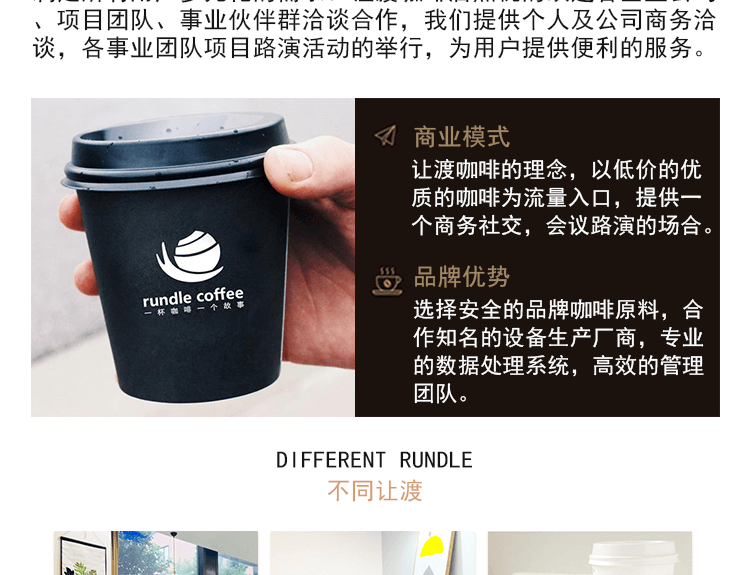 、项目团队、事业伙伴群洽谈合作，我们提供个人及公司商务洽
谈，各事业团队项目路演活动的举行，为用户提供便利的服务。
商业模式
让渡咖啡的理念，以低价的优
质的咖啡为流量入口，提供一
个商务社交，会议路演的场合。
品牌优势
选择安全的品牌咖啡原料，合
作知名的设备生产厂商，专业
的数据处理系统，高效的管理
团队。
rundle coffee
一杯咖啡一个故事
DIFFERENT RUNDLE
不同让渡